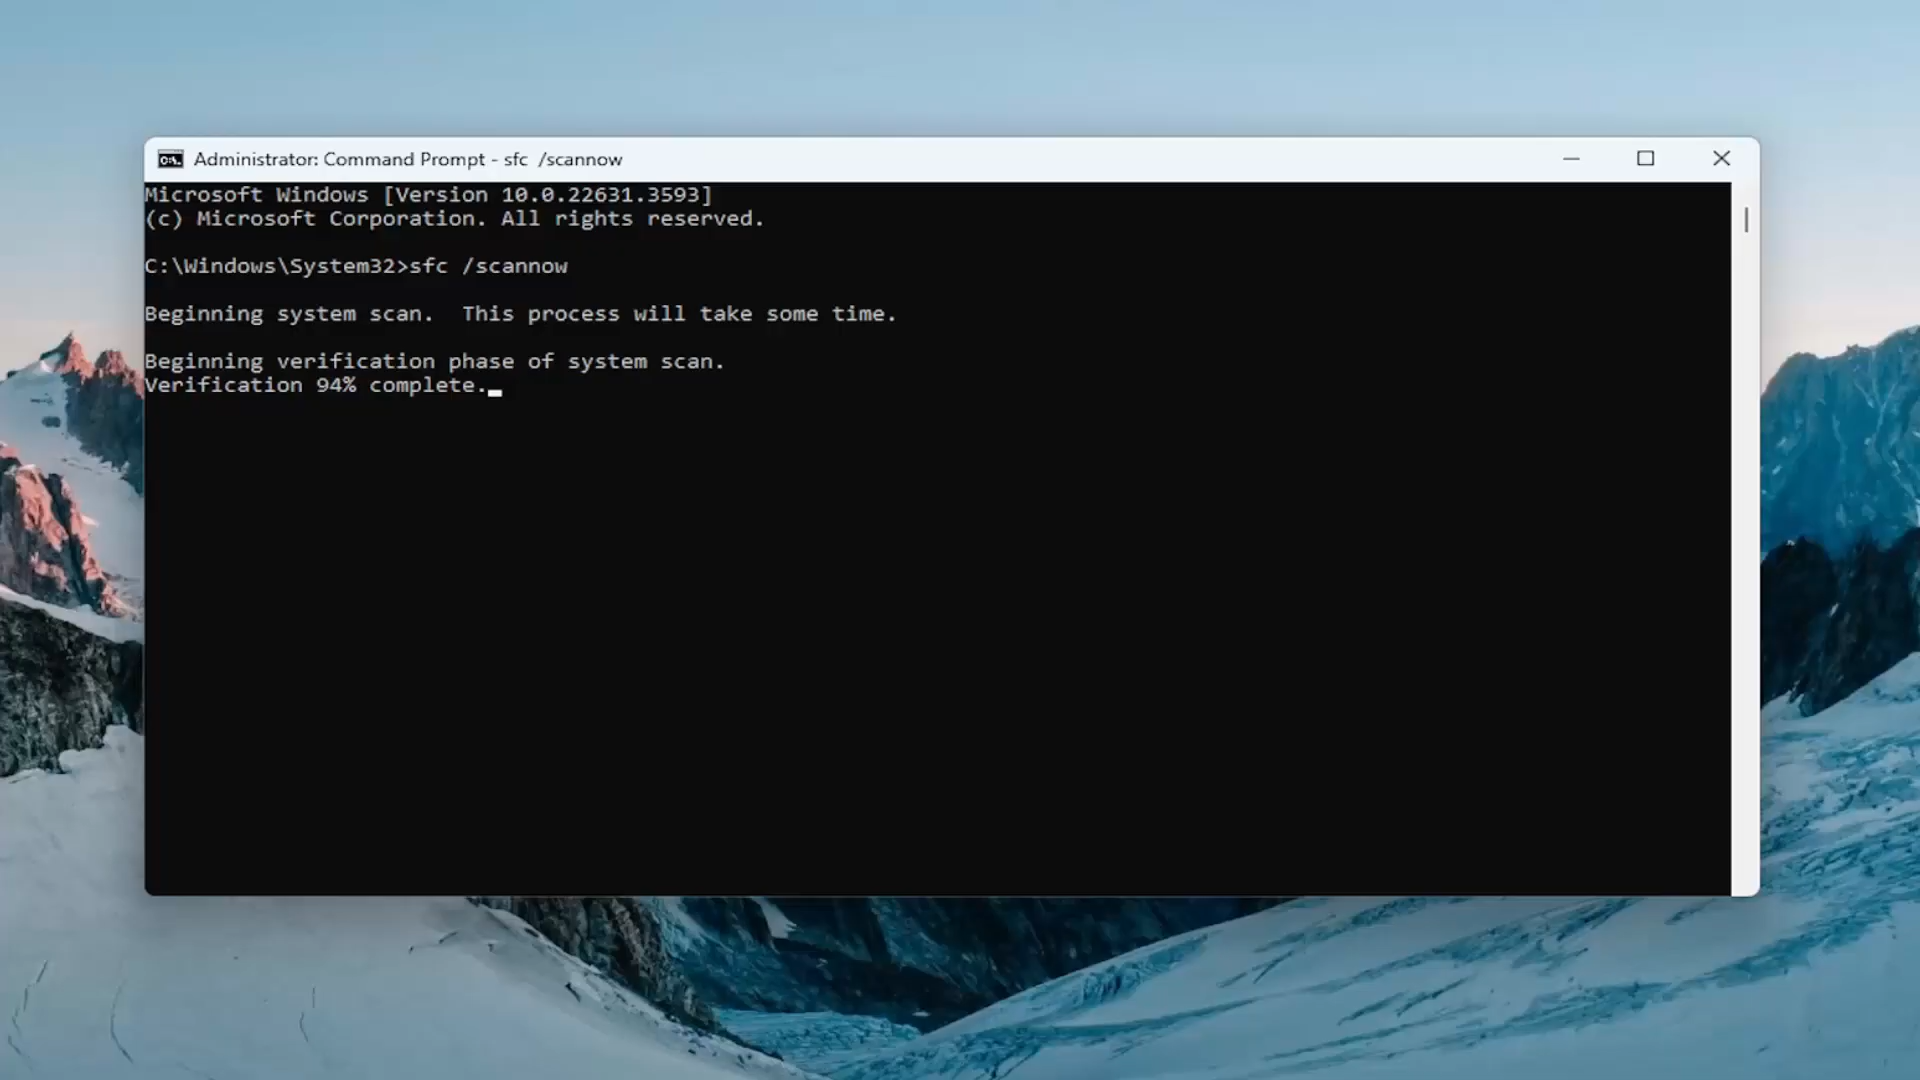 Administrator: Command Prompt - sfc  /scannow
Microsoft Windows [Version 10.0.22631.3593]
(c) Microsoft Corporation. All rights reserved.
C:\Windows\System32>sfc /scannow
Beginning system scan.  This process will take some time.
Beginning verification phase of system scan.
Verification 94% complete.